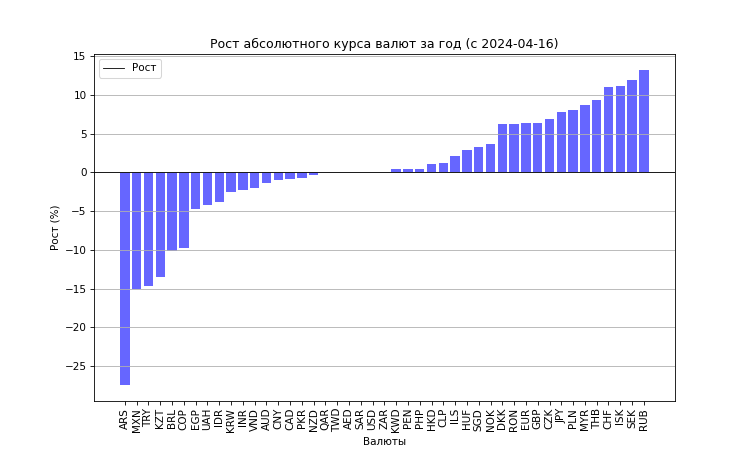 Рост абсолютного курса валют за год (с 2024-04-16)
Рост
15
10
5
0
−5
−10
−15
−20
−25
Рост (%)
ARS MXN TRY KZT BRL COP EGP UAH IDR KRW INR VND AUD CNY CAD PKR NZD QAR TWD AED SAR USD ZAR KWD PEN PHP HKD CLP ILS HUF SGD NOK DKK RON EUR GBP CZK JPY PLN MYR THB CHF ISK SEK RUB
Валюты